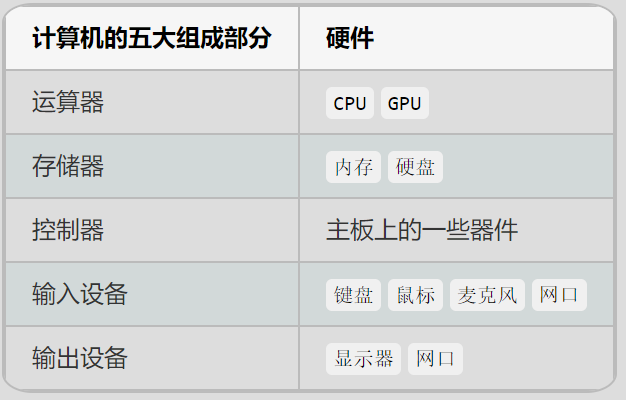 计算机的五大组成部分 硬件
运算器 CPU GPU
存储器 内存 硬盘
控制器 主板上的一些器件
输入设备 键盘 鼠标 麦克风 网口
输出设备 显示器 网口